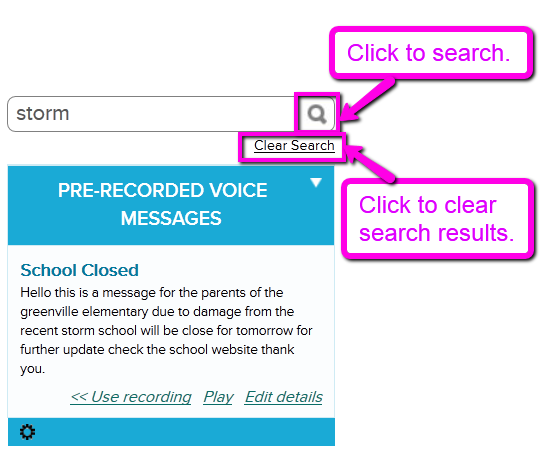 Click to search.
storm
Clear Search
PRE-RECORDED VOICE
MESSAGES
Click to clear
search results.
School Closed
Hello this is a message for the parents of the
greenville elementary due to damage from the
recent storm school will be close for tomorrow for
further update check the school website thank
you.
<< Use recording Play Edit details